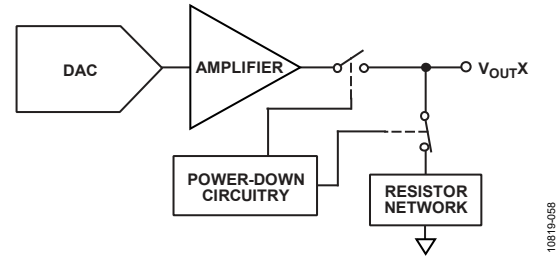 DAC
AMPLIFIER
VOUTX
POWER-DOWN
CIRCUITRY
RESISTOR
NETWORK
10819-058